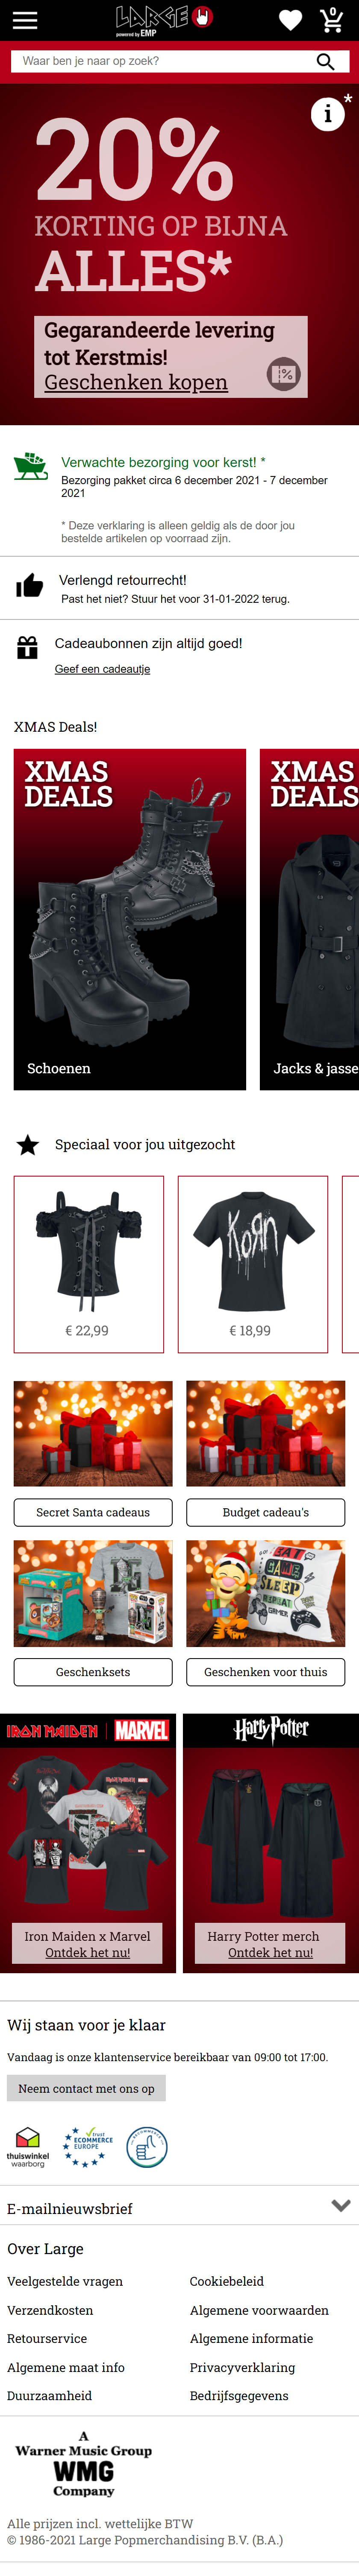 LARGE
powered by EMP
0
Waar ben je naar op zoek?
i *
20%
KORTING OP BIJNA
ALLES*
Gegarandeerde levering
tot Kerstmis!
Geschenken kopen
%
Verwachte bezorging voor kerst! *
Bezorging pakket circa 6 december 2021 - 7 december
2021
* Deze verklaring is alleen geldig als de door jou
bestelde artikelen op voorraad zijn.
Verlengd retourrecht!
Past het niet? Stuur het voor 31-01-2022 terug.
Cadeaubonnen zijn altijd goed!
Geef een cadeautje
XMAS Deals!
XMAS
DEALS
Schoenen
XMAS
DEALS
Jacks & jasse
Speciaal voor jou uitgezocht
KoRn
€ 22,99
€ 18,99
Secret Santa cadeaus
Budget cadeau's
EAT
GAME
SLEEP
REPEAT
GAMER
Geschenksets
Geschenken voor thuis
IRON MAIDEN | MARVEL
Harry Potter
Iron Maiden x Marvel
Ontdek het nu!
Harry Potter merch
Ontdek het nu!
Wij staan voor je klaar
Vandaag is onze klantenservice bereikbaar van 09:00 tot 17:00.
Neem contact met ons op
thuiswinkel
waarborg
trust
ECOMMERCE
EUROPE
E-mailnieuwsbrief
Over Large
Veelgestelde vragen
Cookiebeleid
Verzendkosten
Algemene voorwaarden
Retourservice
Algemene informatie
Algemene maat info
Privacyverklaring
Duurzaamheid
Bedrijfsgegevens
A
Warner Music Group
WMG
Company
Alle prijzen incl. wettelijke BTW
© 1986-2021 Large Popmerchandising B.V. (B.A.)